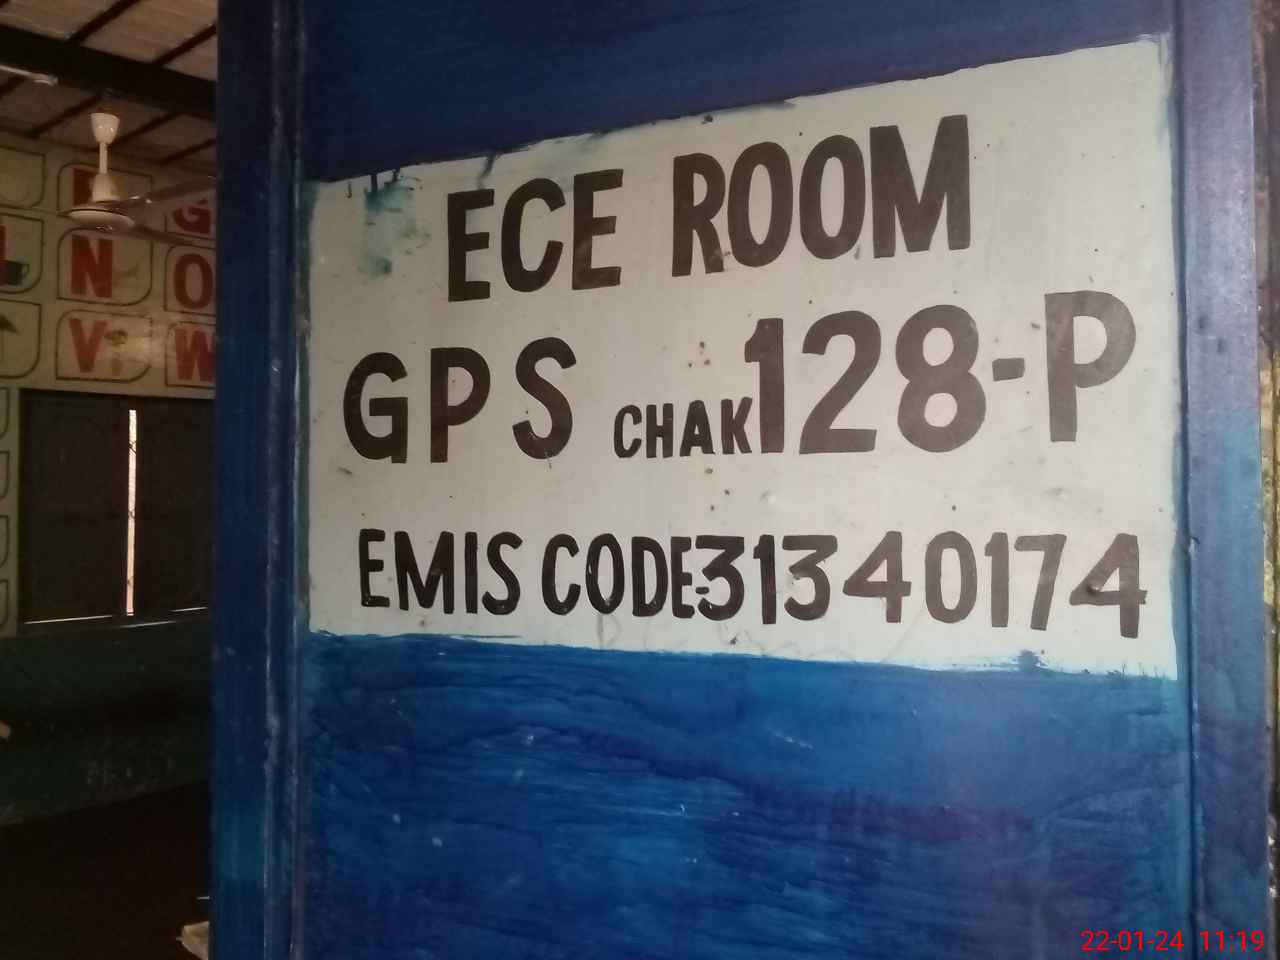 G
N O
V W
ECE ROOM
GPS CHAK 128-P
EMIS CODE-31340174
22-01-24 11:19